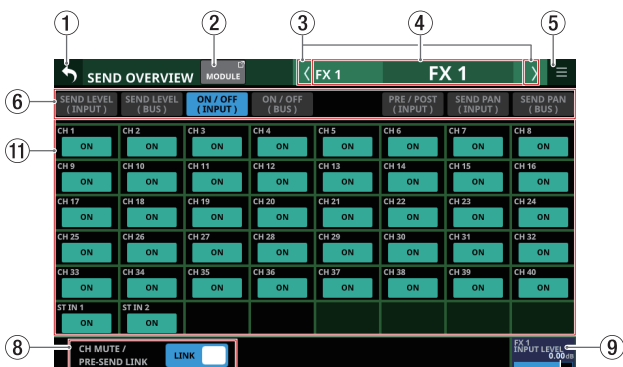 1 2 3 4 5
SEND OVERVIEW MODULE FX 1 FX 1
6
SEND LEVEL (INPUT) SEND LEVEL (BUS) ON / OFF (INPUT) ON / OFF (BUS) PRE / POST (INPUT) SEND PAN (INPUT) SEND PAN (BUS)
11
CH 1 CH 2 CH 3 CH 4 CH 5 CH 6 CH 7 CH 8
ON ON ON ON ON ON ON ON
CH 9 CH 10 CH 11 CH 12 CH 13 CH 14 CH 15 CH 16
ON ON ON ON ON ON ON ON
CH 17 CH 18 CH 19 CH 20 CH 21 CH 22 CH 23 CH 24
ON ON ON ON ON ON ON ON
CH 25 CH 26 CH 27 CH 28 CH 29 CH 30 CH 31 CH 32
ON ON ON ON ON ON ON ON
CH 33 CH 34 CH 35 CH 36 CH 37 CH 38 CH 39 CH 40
ON ON ON ON ON ON ON ON
ST IN 1 ST IN 2
ON ON
8
CH MUTE /
PRE-SEND LINK LINK
FX 1
INPUT LEVEL
0.00dB
9